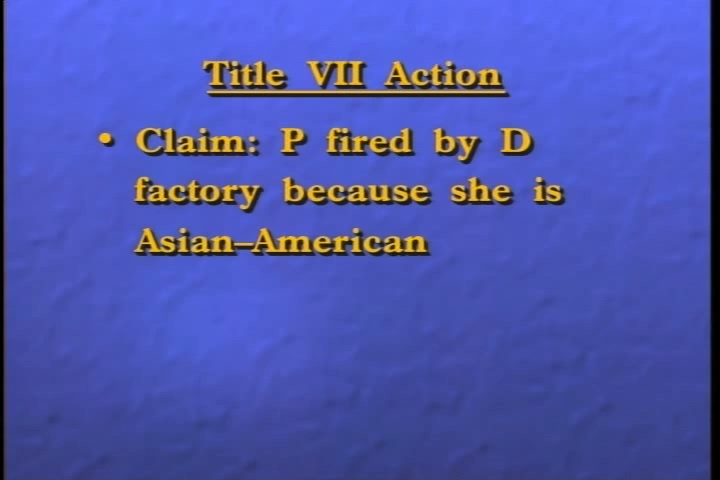 Title VII Action
• Claim: P fired by D
factory because she is
Asian–American